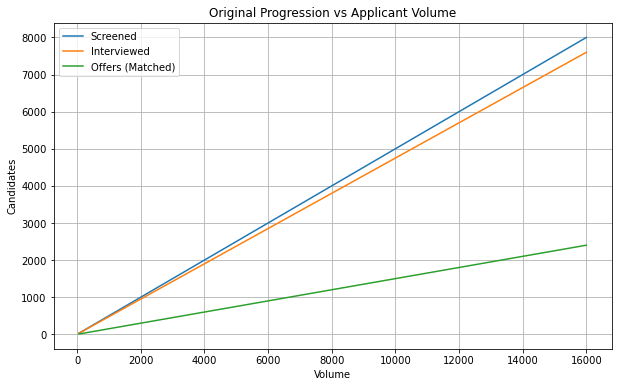 Original Progression vs Applicant Volume
Screened
Interviewed
Offers (Matched)
Candidates
8000
7000
6000
5000
4000
3000
2000
1000
0
0 2000 4000 6000 8000 10000 12000 14000 16000
Volume